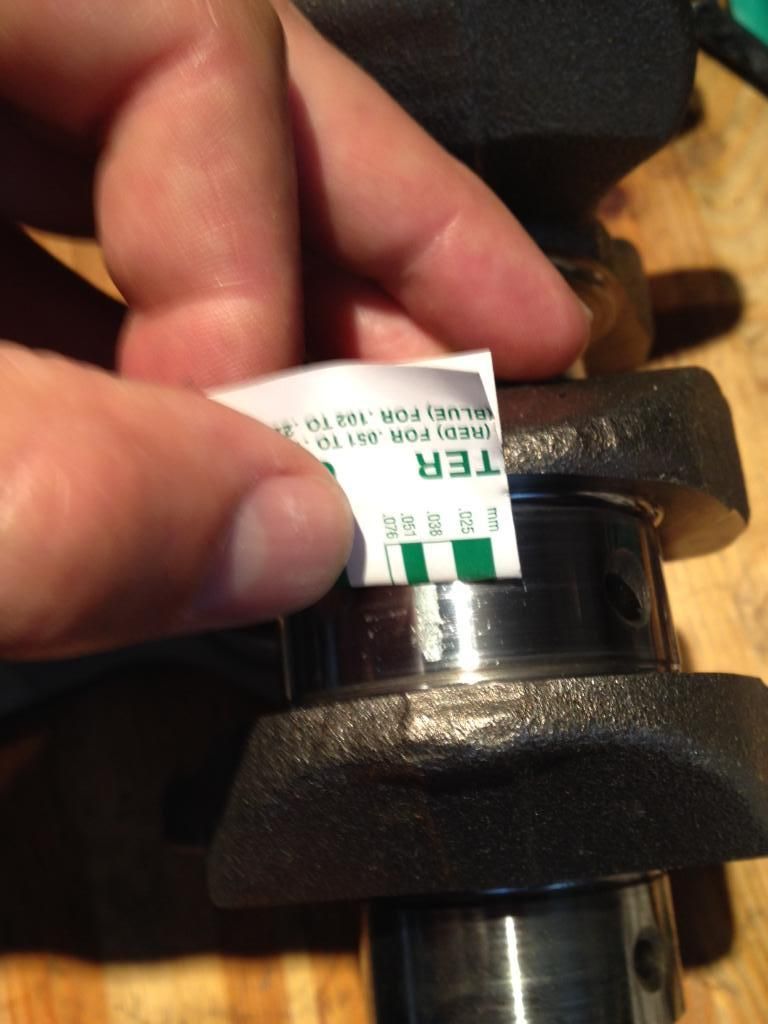 mm
.025
.038
.051
.076
TER
(RED) FOR .051 TO
(BLUE) FOR .102 TO